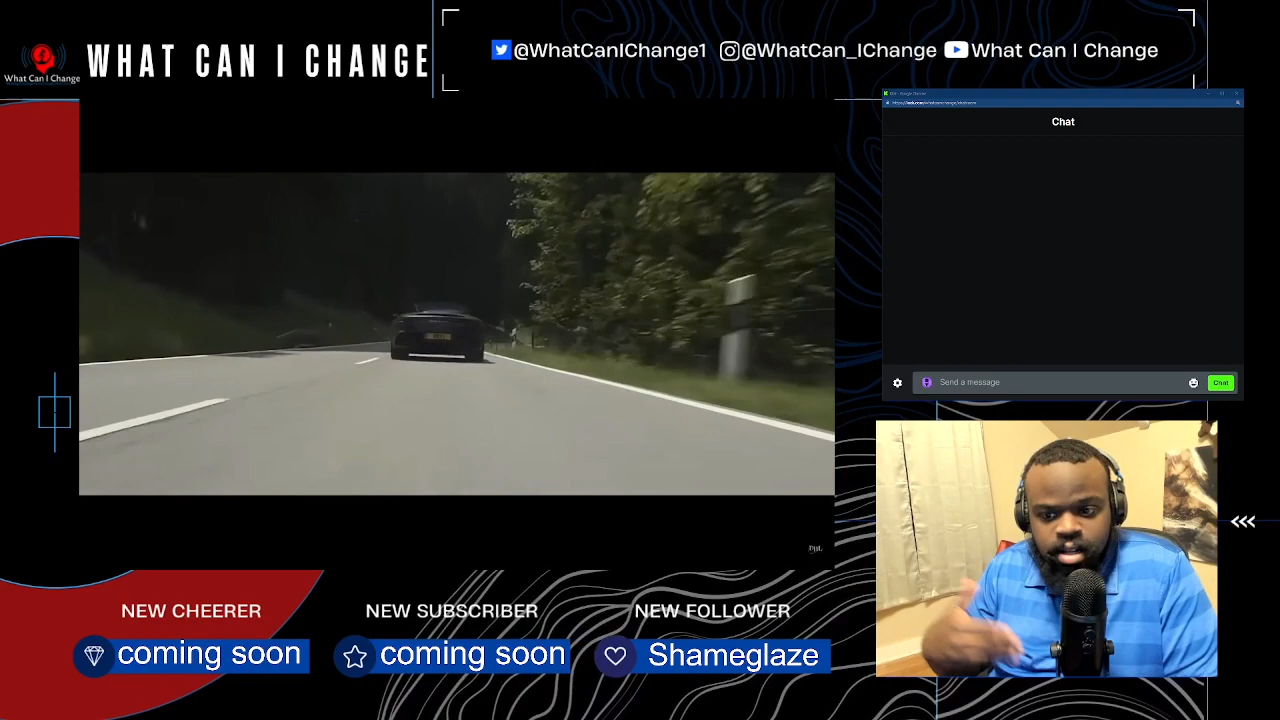 What Can I Change
WHAT CAN I CHANGE
@WhatCanIChange1
@WhatCan_IChange
What Can I Change
Chat
Send a message
Chat
NEW CHEERER
NEW SUBSCRIBER
NEW FOLLOWER
coming soon
coming soon
Shameglaze